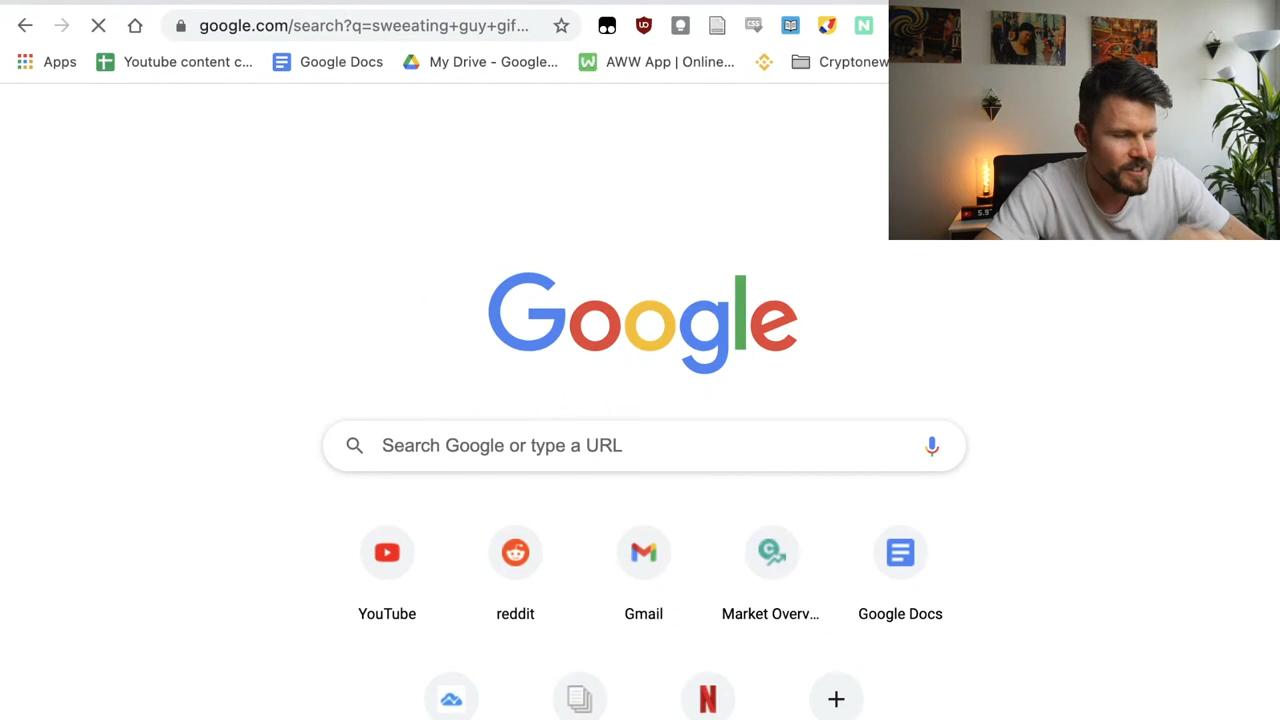 google.com/search?q=sweeating+guy+gif...
Apps
Youtube content c...
Google Docs
My Drive - Google...
AWW App | Online...
Cryptonew
Google
Search Google or type a URL
YouTube
reddit
Gmail
Market Overv...
Google Docs